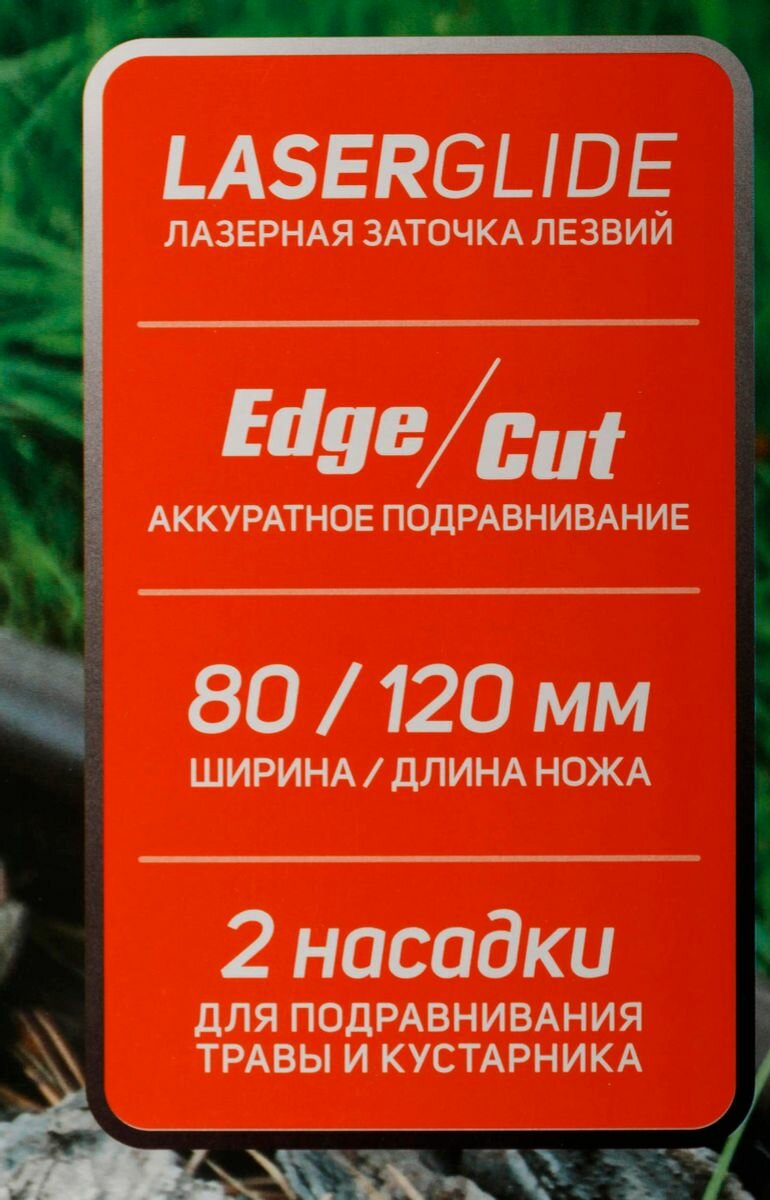 LASERGLIDE
ЛАЗЕРНАЯ ЗАТОЧКА ЛЕЗВИЙ
Edge/Cut
АККУРАТНОЕ ПОДРАВНИВАНИЕ
80 / 120 мм
ШИРИНА / ДЛИНА НОЖА
2 насадки
ДЛЯ ПОДРАВНИВАНИЯ
ТРАВЫ И КУСТАРНИКА